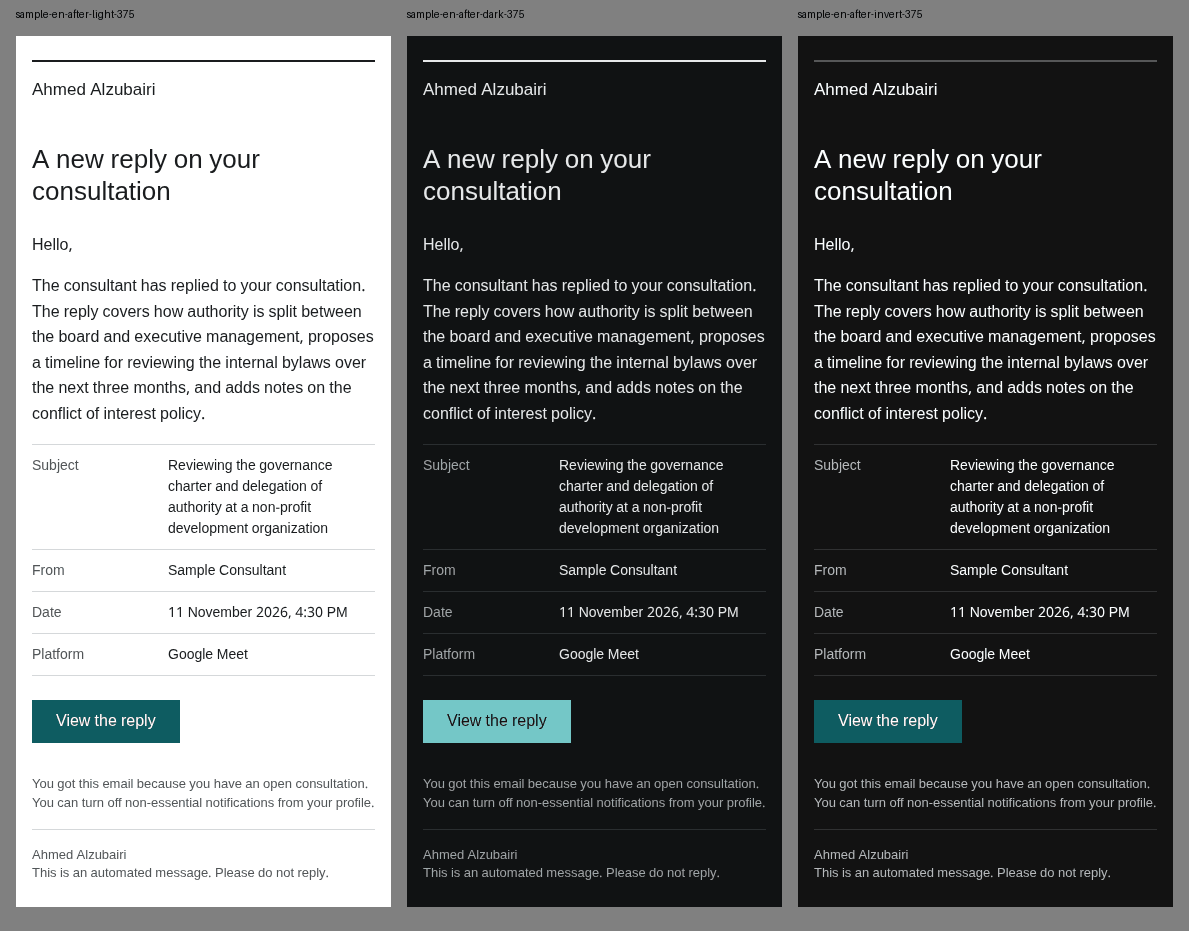 sample-en-after-light-375
Ahmed Alzubairi
A new reply on your
consultation
Hello,
The consultant has replied to your consultation.
The reply covers how authority is split between
the board and executive management, proposes
a timeline for reviewing the internal bylaws over
the next three months, and adds notes on the
conflict of interest policy.
Subject
Reviewing the governance
charter and delegation of
authority at a non-profit
development organization
From
Sample Consultant
Date
11 November 2026, 4:30 PM
Platform
Google Meet
View the reply
You got this email because you have an open consultation.
You can turn off non-essential notifications from your profile.
Ahmed Alzubairi
This is an automated message. Please do not reply.
sample-en-after-dark-375
Ahmed Alzubairi
A new reply on your
consultation
Hello,
The consultant has replied to your consultation.
The reply covers how authority is split between
the board and executive management, proposes
a timeline for reviewing the internal bylaws over
the next three months, and adds notes on the
conflict of interest policy.
Subject
Reviewing the governance
charter and delegation of
authority at a non-profit
development organization
From
Sample Consultant
Date
11 November 2026, 4:30 PM
Platform
Google Meet
View the reply
You got this email because you have an open consultation.
You can turn off non-essential notifications from your profile.
Ahmed Alzubairi
This is an automated message. Please do not reply.
sample-en-after-invert-375
Ahmed Alzubairi
A new reply on your
consultation
Hello,
The consultant has replied to your consultation.
The reply covers how authority is split between
the board and executive management, proposes
a timeline for reviewing the internal bylaws over
the next three months, and adds notes on the
conflict of interest policy.
Subject
Reviewing the governance
charter and delegation of
authority at a non-profit
development organization
From
Sample Consultant
Date
11 November 2026, 4:30 PM
Platform
Google Meet
View the reply
You got this email because you have an open consultation.
You can turn off non-essential notifications from your profile.
Ahmed Alzubairi
This is an automated message. Please do not reply.